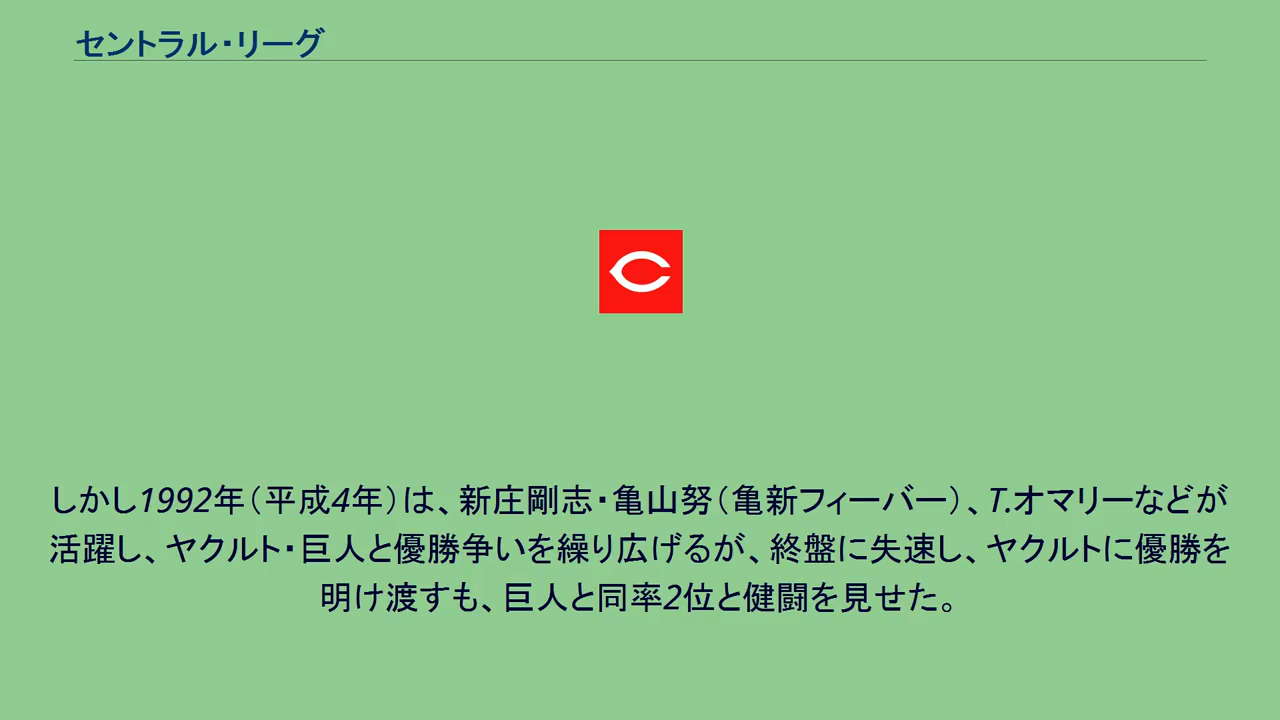 セントラル・リーグ
C
しかし1992年（平成4年）は、新庄剛志・亀山努（亀新フィーバー）、T.オマリーなどが
活躍し、ヤクルト・巨人と優勝争いを繰り広げるが、終盤に失速し、ヤクルトに優勝を
明け渡すも、巨人と同率2位と健闘を見せた。